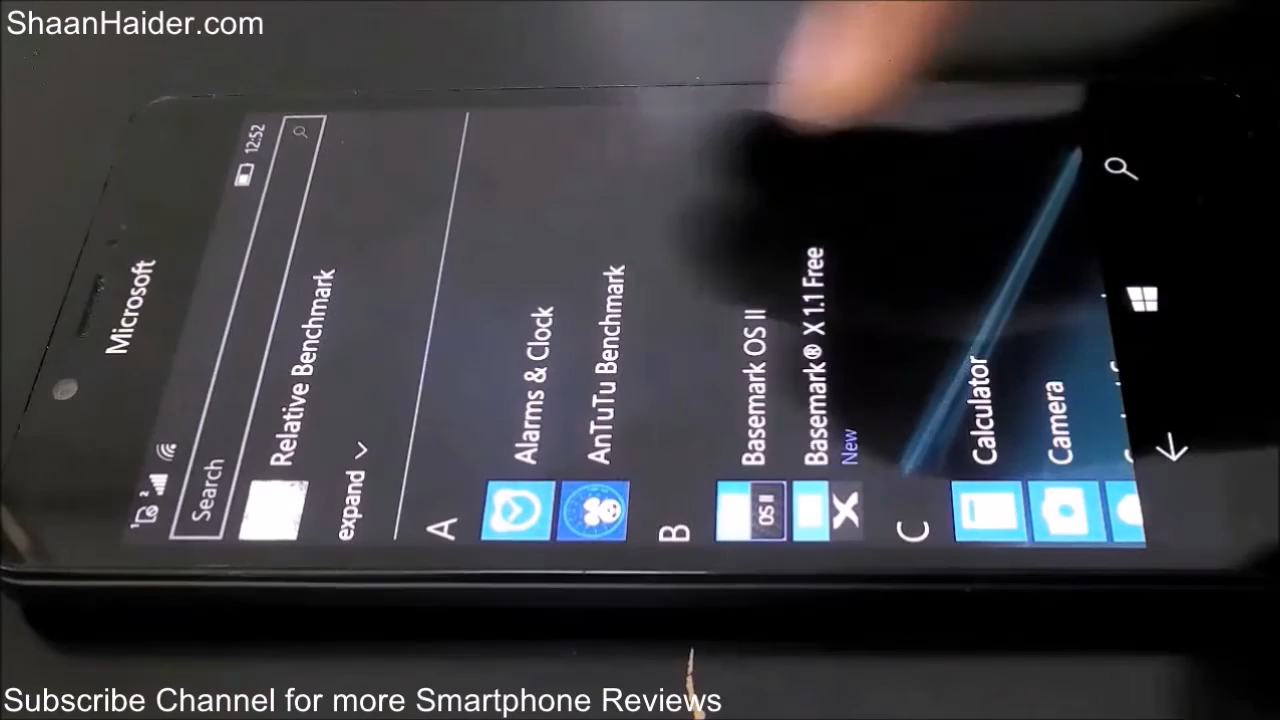 ShaanHaider.com
Microsoft
12:52
Search
Relative Benchmark
expand
A
Alarms & Clock
AnTuTu Benchmark
B
OS II
Basemark OS II
Basemark® X 1.1 Free
New
C
Calculator
Camera
Subscribe Channel for more Smartphone Reviews